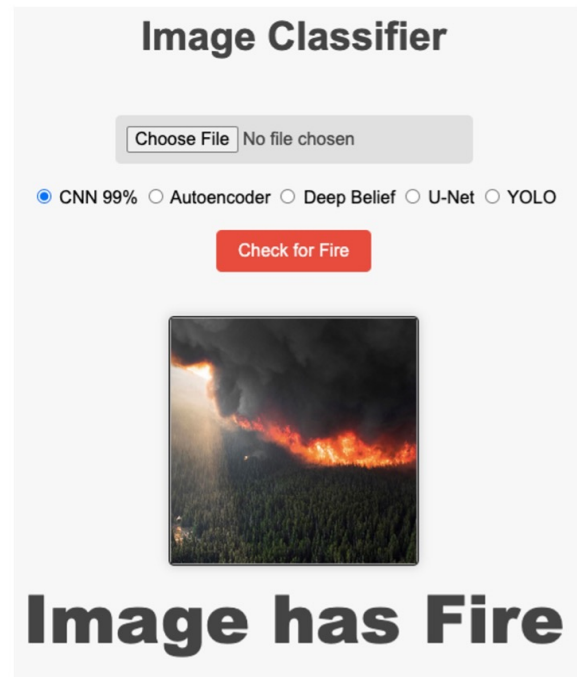 Image Classifier
Choose File No file chosen
CNN 99% Autoencoder Deep Belief U-Net YOLO
Check for Fire
Image has Fire